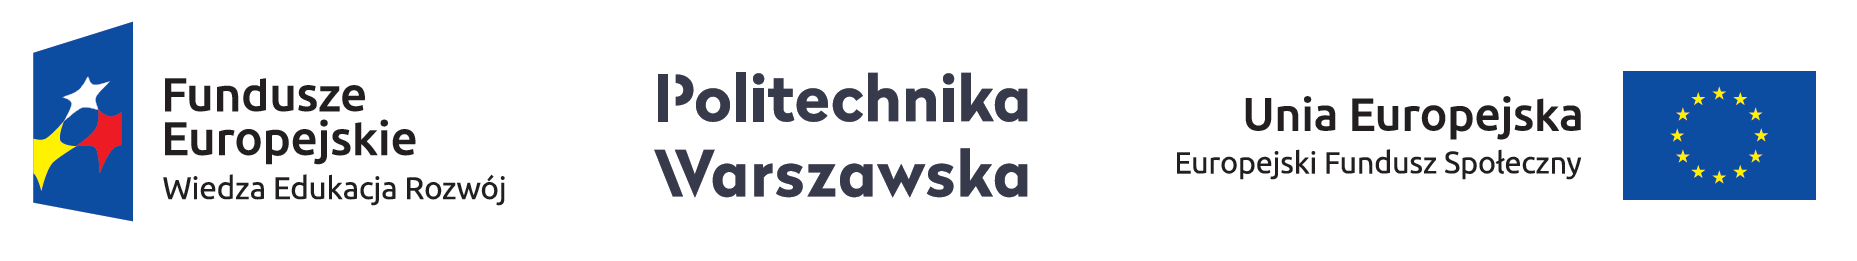 Fundusze
Europejskie
Wiedza Edukacja Rozwój
Politechnika
Warszawska
Unia Europejska
Europejski Fundusz Społeczny